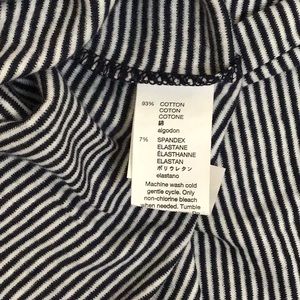 93% COTTON
COTON
COTONE
綿
algodon
7% SPANDEX
ELASTANE
ÉLASTHANNE
ELASTAN
ポリウレタン
elastano
Machine wash cold
gentle cycle. Only
non-chlorine bleach
when needed. Tumble